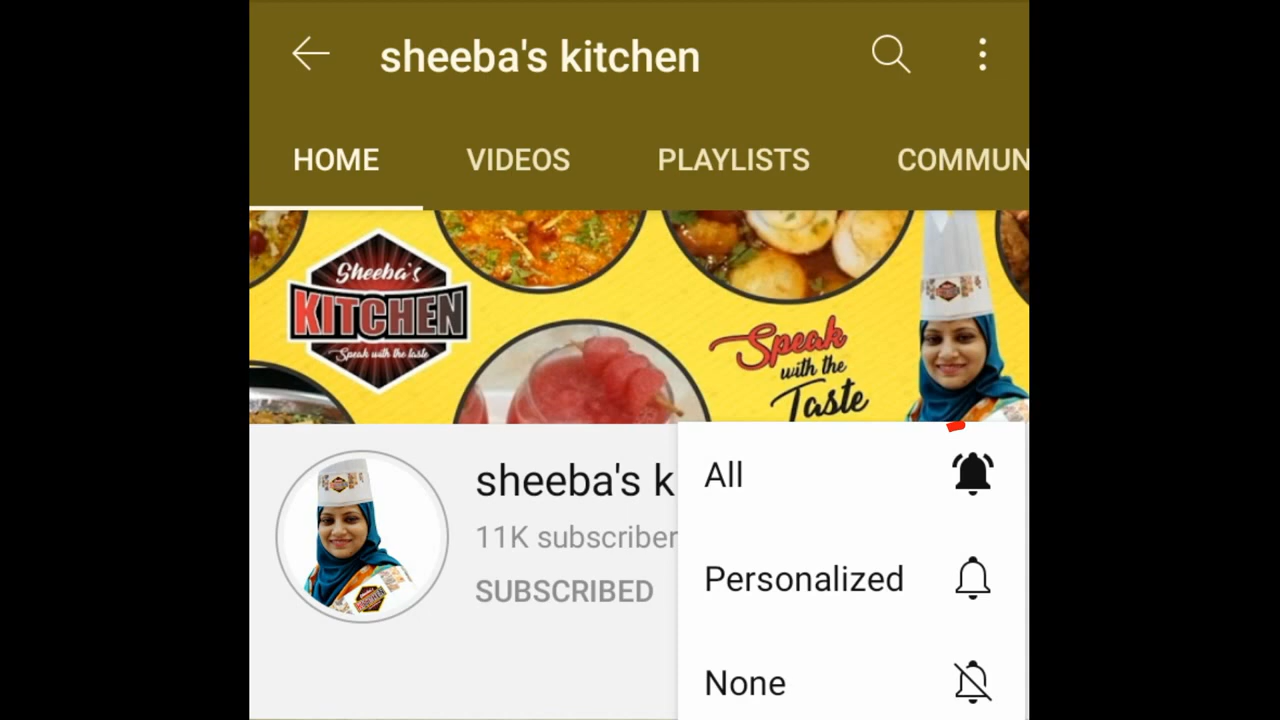 sheeba's kitchen
HOME VIDEOS PLAYLISTS COMMUN
Sheeba's
KITCHEN
Speak with the taste
Speak
with the
Taste
sheeba's k
11K subscriber
SUBSCRIBED
All
Personalized
None